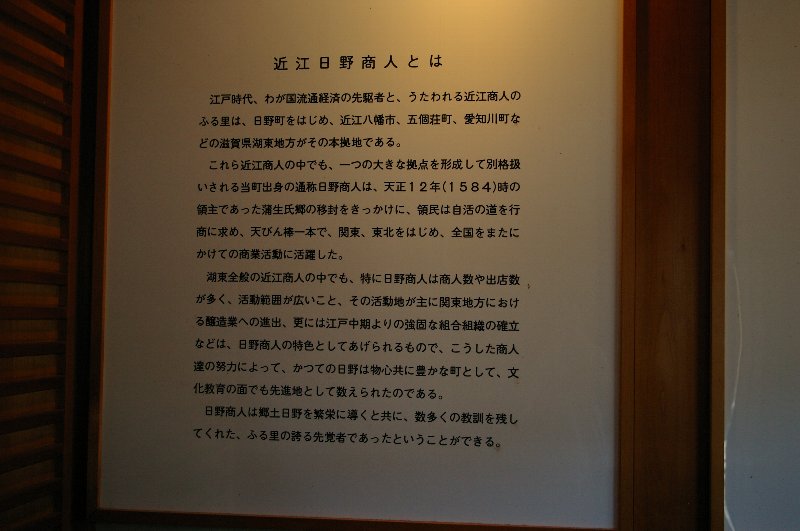 近江日野商人とは
江戸時代、わが国流通経済の先駆者と、うたわれる近江商人の
ふる里は、日野町をはじめ、近江八幡市、五個荘町、愛知川町な
どの滋賀県湖東地方がその本拠地である。
これら近江商人の中でも、一つの大きな拠点を形成して別格扱
いされる当町出身の通称日野商人は、天正12年(1584)時の
領主であった蒲生氏郷の移封をきっかけに、領民は自活の道を行
商に求め、天びん棒一本で、関東、東北をはじめ、全国をまたに
かけての商業活動に活躍した。
湖東全般の近江商人の中でも、特に日野商人は商人数や出店数
が多く、活動範囲が広いこと、その活動地が主に関東地方におけ
る醸造業への進出、更には江戸中期よりの強固な組合組織の確立
などは、日野商人の特色としてあげられるもので、こうした商人
達の努力によって、かつての日野は物心共に豊かな町として、文
化教育の面でも先進地として数えられたのである。
日野商人は郷土日野を繁栄に導くと共に、数多くの教訓を残し
てくれた、ふる里の誇る先覚者であったということができる。